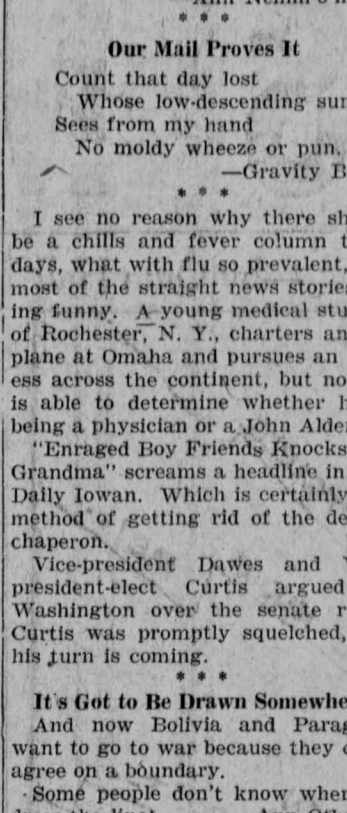 * * *
Our Mail Proves It
Count that day lost
Whose low-descending sun
Sees from my hand
No moldy wheeze or pun.
—Gravity B
* * *
I see no reason why there sh
be a chills and fever column t
days, what with flu so prevalent,
most of the straight news storie
ing funny. A young medical stu
of Rochester, N. Y., charters an
plane at Omaha and pursues an
ess across the continent, but no
is able to determine whether h
being a physician or a John Alde
"Enraged Boy Friends Knocks
Grandma" screams a headline in
Daily Iowan. Which is certainly
method of getting rid of the de
chaperon.
Vice-president Dawes and
president-elect Curtis argued
Washington over the senate r
Curtis was promptly squelched,
his turn is coming.
* * *
It's Got to Be Drawn Somewhe
And now Bolivia and Parag
want to go to war because they
agree on a boundary.
Some people don't know wher